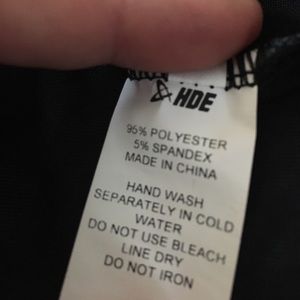 HDE
95% POLYESTER
5% SPANDEX
MADE IN CHINA
HAND WASH
SEPARATELY IN COLD
WATER
DO NOT USE BLEACH
LINE DRY
DO NOT IRON